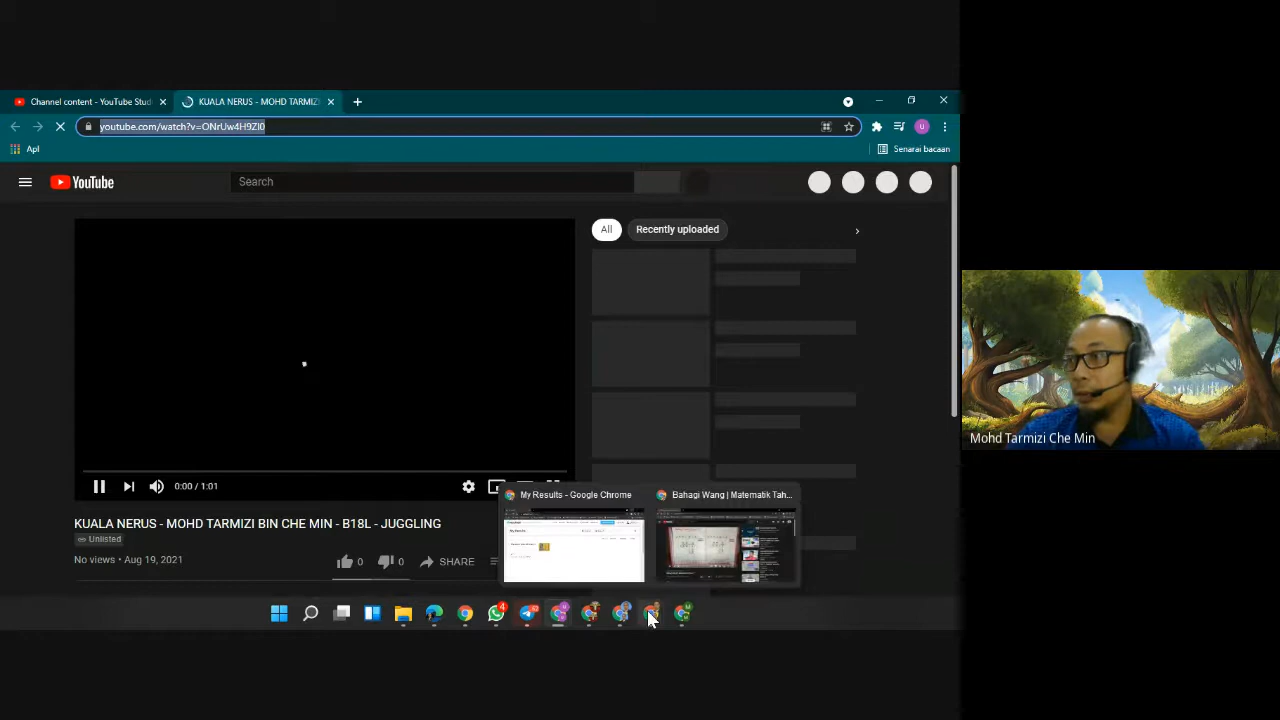 Channel content - YouTube Stud
KUALA NERUS - MOHD TARMIZI
youtube.com/watch?v=ONrUw4H9ZI0
Apl
Senarai bacaan
YouTube
Search
All
Recently uploaded
0:00 / 1:01
My Results - Google Chrome
Bahagi Wang | Matematik Tah...
KUALA NERUS - MOHD TARMIZI BIN CHE MIN - B18L - JUGGLING
Unlisted
No views • Aug 19, 2021
0
0
SHARE
4
Mohd Tarmizi Che Min